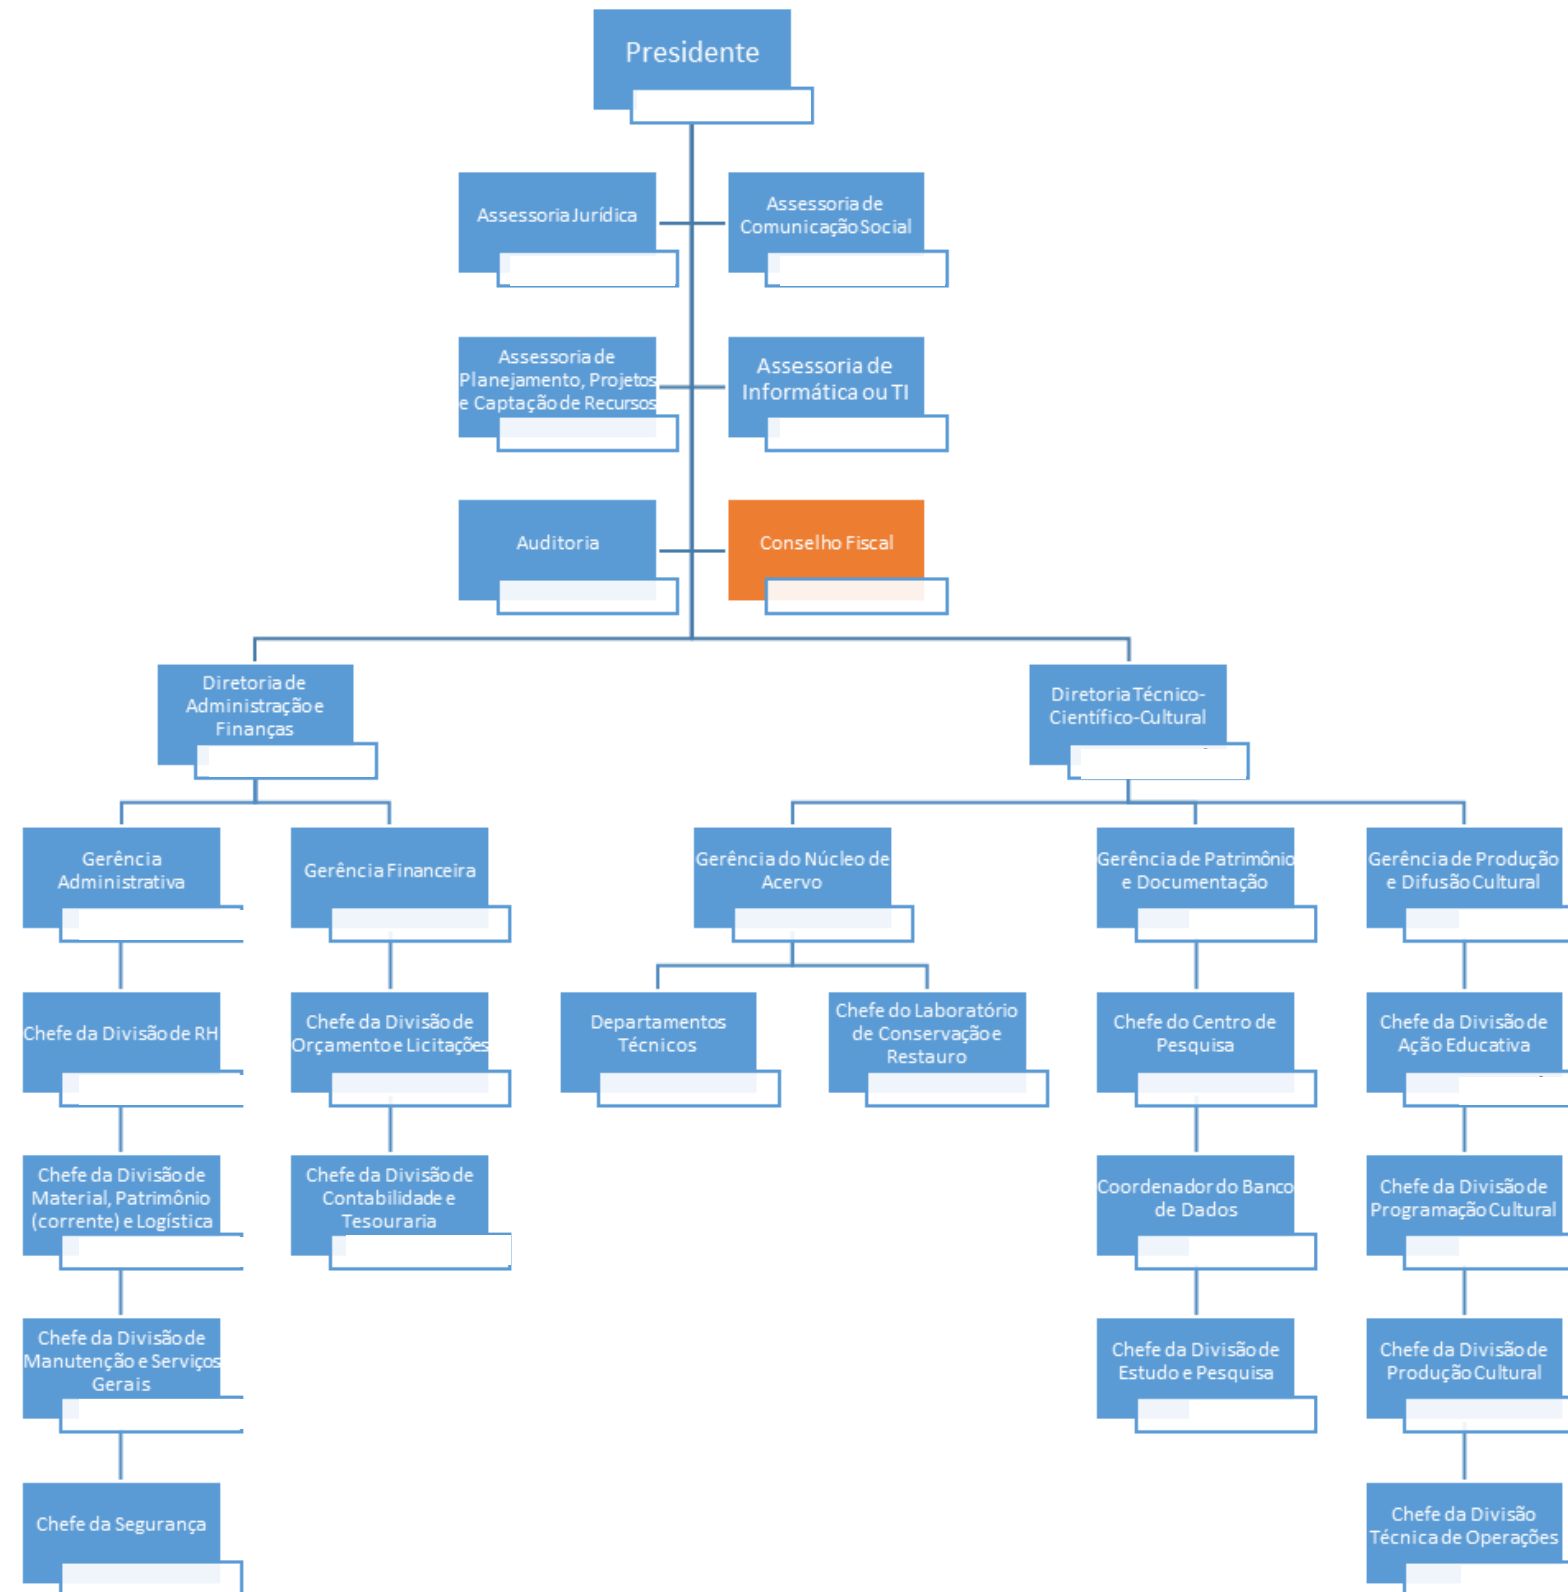 Presidente
Assessoria Jurídica
Assessoria de
Comunicação Social
Assessoria de
Planejamento, Projetos
e Captação de Recursos
Assessoria de
Informática ou TI
Auditoria
Conselho Fiscal
Diretoria de
Administração e
Finanças
Diretoria Técnico-
Científico-Cultural
Gerência
Administrativa
Gerência Financeira
Gerência do Núcleo de
Acervo
Gerência de Patrimônio
e Documentação
Gerência de Produção
e Difusão Cultural
Chefe da Divisão de RH
Chefe da Divisão de
Orçamento e Licitações
Departamentos
Técnicos
Chefe do Laboratório
de Conservação e
Restauro
Chefe do Centro de
Pesquisa
Chefe da Divisão de
Ação Educativa
Chefe da Divisão de
Material, Patrimônio
(corrente) e Logística
Chefe da Divisão de
Contabilidade e
Tesouraria
Coordenador do Banco
de Dados
Chefe da Divisão de
Programação Cultural
Chefe da Divisão de
Manutenção e Serviços
Gerais
Chefe da Divisão de
Estudo e Pesquisa
Chefe da Divisão de
Produção Cultural
Chefe da Segurança
Chefe da Divisão
Técnica de Operações